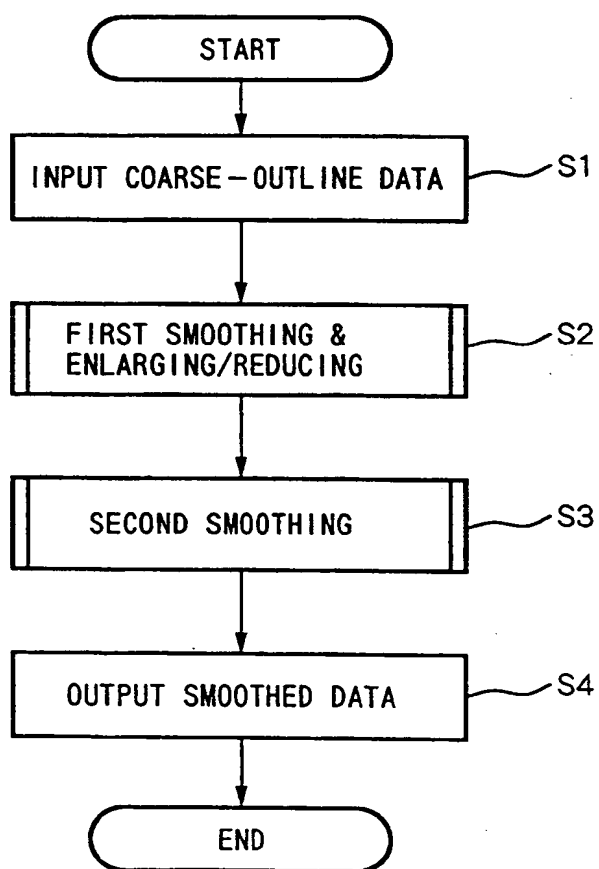 START
INPUT COARSE-OUTLINE DATA
S1
FIRST SMOOTHING &
ENLARGING/REDUCING
S2
SECOND SMOOTHING
S3
OUTPUT SMOOTHED DATA
S4
END